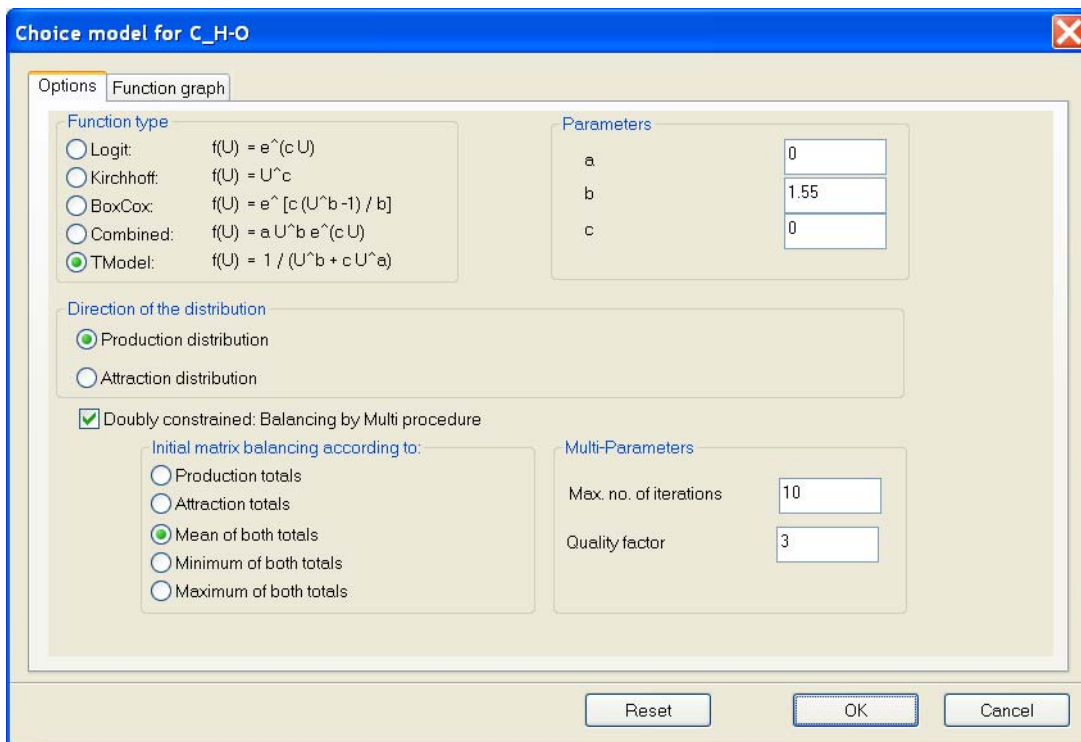 Choice model for C_H-O
Options
Function graph
Function type
Logit: f(U) = e^(c U)
Kirchhoff: f(U) = U^c
BoxCox: f(U) = e^ [c (U^b -1) / b]
Combined: f(U) = a U^b e^(c U)
TModel: f(U) = 1 / (U^b + c U^a)
Parameters
a 0
b 1.55
c 0
Direction of the distribution
Production distribution
Attraction distribution
Doubly constrained: Balancing by Multi procedure
Initial matrix balancing according to:
Production totals
Attraction totals
Mean of both totals
Minimum of both totals
Maximum of both totals
Multi-Parameters
Max. no. of iterations 10
Quality factor 3
Reset
OK
Cancel